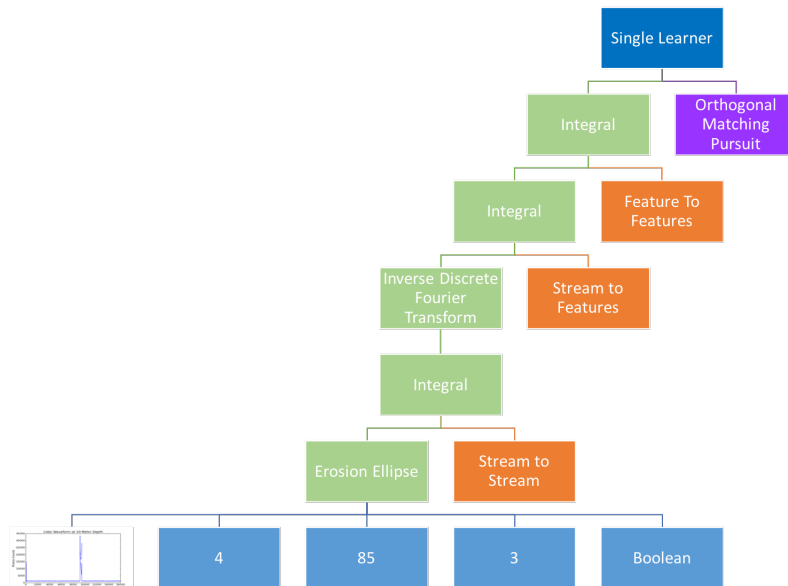 Single Learner
Integral
Orthogonal
Matching
Pursuit
Integral
Feature To
Features
Inverse Discrete
Fourier
Transform
Stream to
Features
Integral
Erosion Ellipse
Stream to
Stream
4
85
3
Boolean